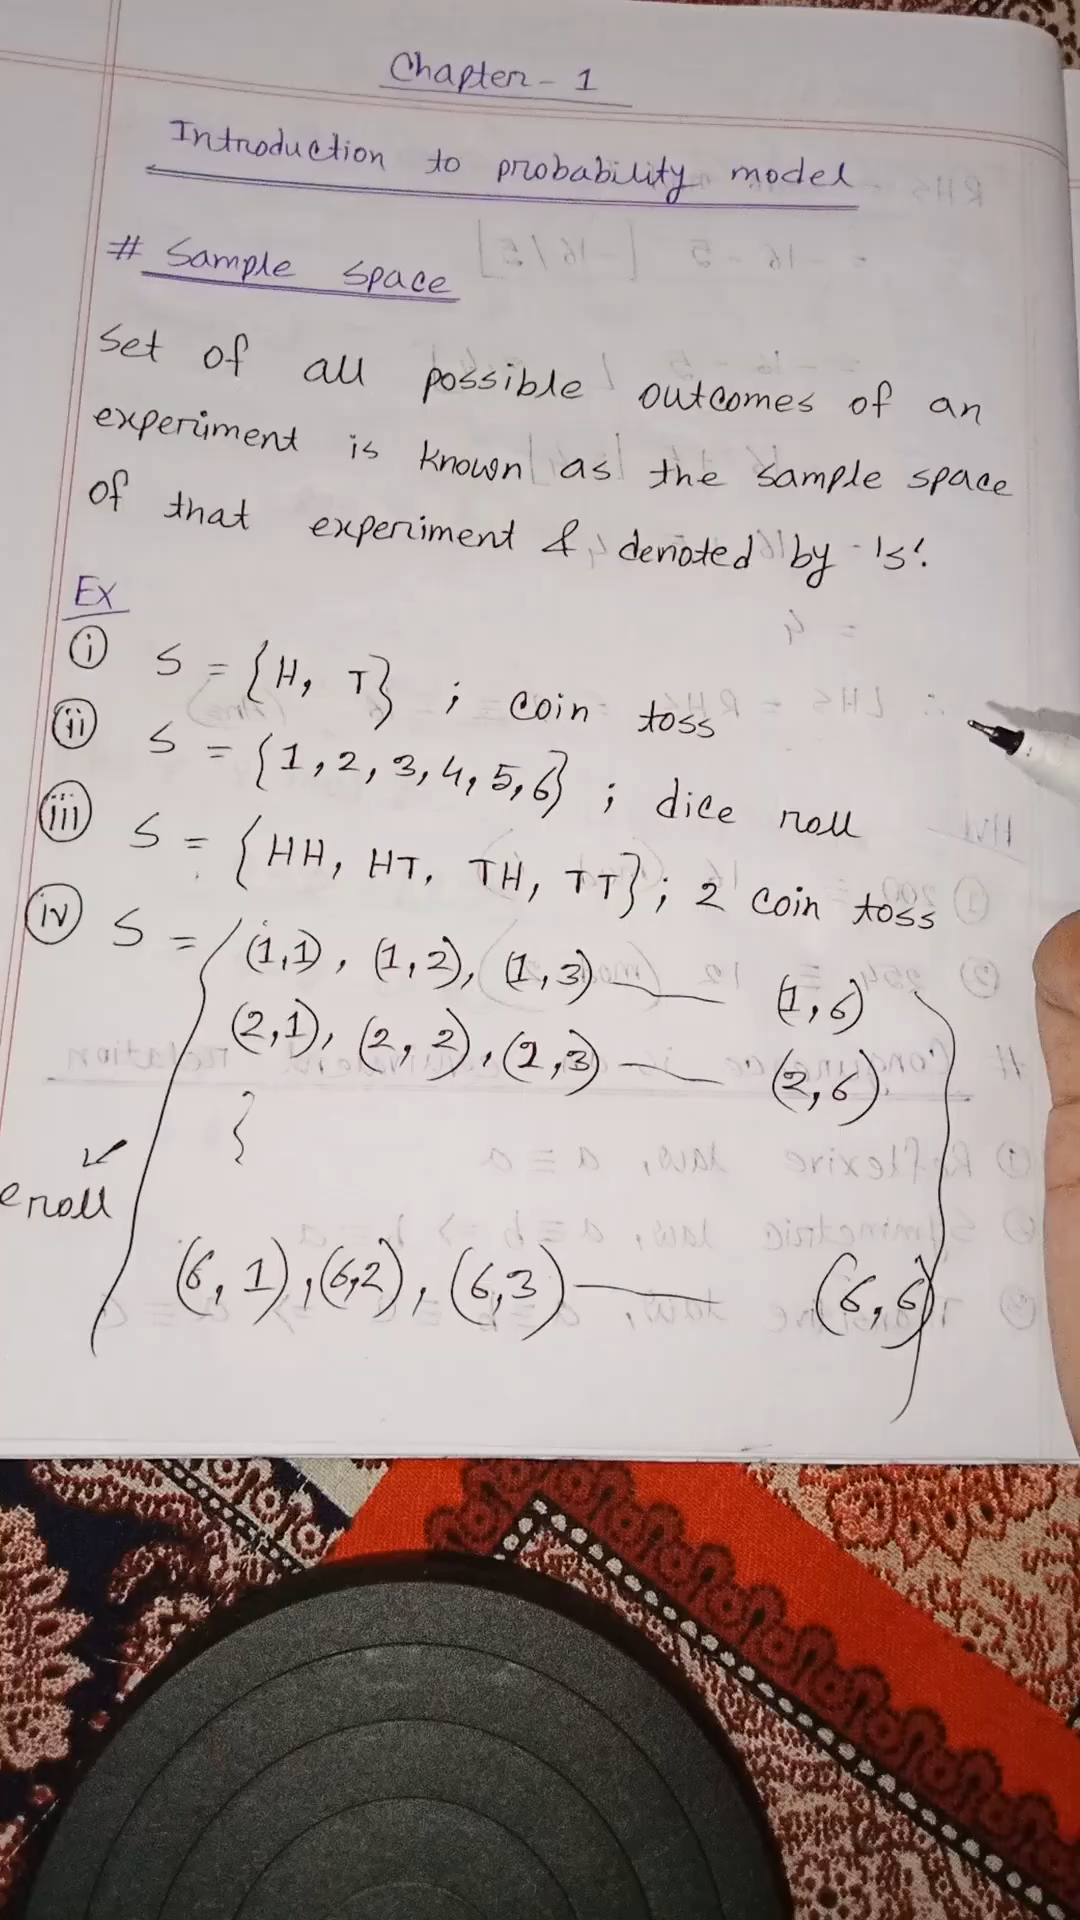 Chapter - 1
Introduction to probability model
# Sample space
Set of all possible outcomes of an
experiment is known as the sample space
of that experiment & denoted by 's'.
Ex
(i) S = {H, T} ; coin toss
(ii) S = {1, 2, 3, 4, 5, 6} ; dice roll
(iii) S = {HH, HT, TH, TT} ; 2 coin toss
(iv) S = { (1,1), (1,2), (1,3) —— (1,6)
(2,1), (2,2), (2,3) —— (2,6)
e roll
(6,1), (6,2), (6,3) —— (6,6) }